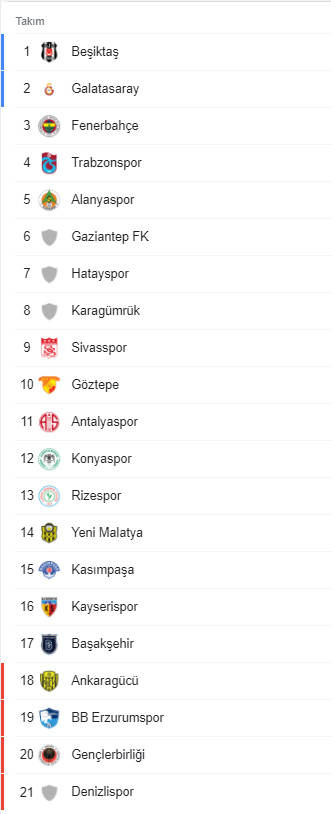 Takım
1 Beşiktaş
2 Galatasaray
3 Fenerbahçe
4 Trabzonspor
5 Alanyaspor
6 Gaziantep FK
7 Hatayspor
8 Karagümrük
9 Sivasspor
10 Göztepe
11 Antalyaspor
12 Konyaspor
13 Rizespor
14 Yeni Malatya
15 Kasımpaşa
16 Kayserispor
17 Başakşehir
18 Ankaragücü
19 BB Erzurumspor
20 Gençlerbirliği
21 Denizlispor